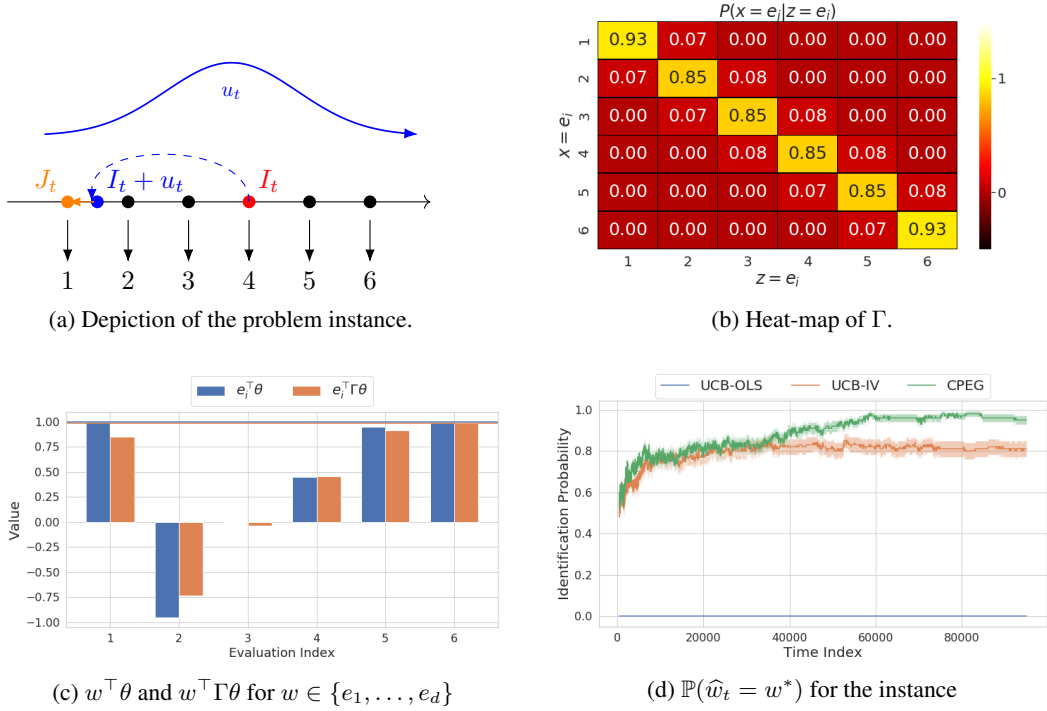 u_t
J_t
I_t + u_t
I_t
1 2 3 4 5 6
(a) Depiction of the problem instance.
P(x = e_i|z = e_i)
1 0.93 0.07 0.00 0.00 0.00 0.00
2 0.07 0.85 0.08 0.00 0.00 0.00
3 0.00 0.07 0.85 0.08 0.00 0.00
4 0.00 0.00 0.08 0.85 0.08 0.00
5 0.00 0.00 0.00 0.07 0.85 0.08
6 0.00 0.00 0.00 0.00 0.07 0.93
x = e_i
1 2 3 4 5 6
z = e_i
1
0
(b) Heat-map of Γ.
e_i^⊤θ e_i^⊤Γθ
Value
1.00
0.75
0.50
0.25
0.00
−0.25
−0.50
−0.75
−1.00
1 2 3 4 5 6
Evaluation Index
(c) w^⊤θ and w^⊤Γθ for w ∈ {e_1, . . . , e_d}
UCB-OLS UCB-IV CPEG
Identification Probability
1.0
0.8
0.6
0.4
0.2
0.0
0 20000 40000 60000 80000
Time Index
(d) ℙ(ŵ_t = w*) for the instance